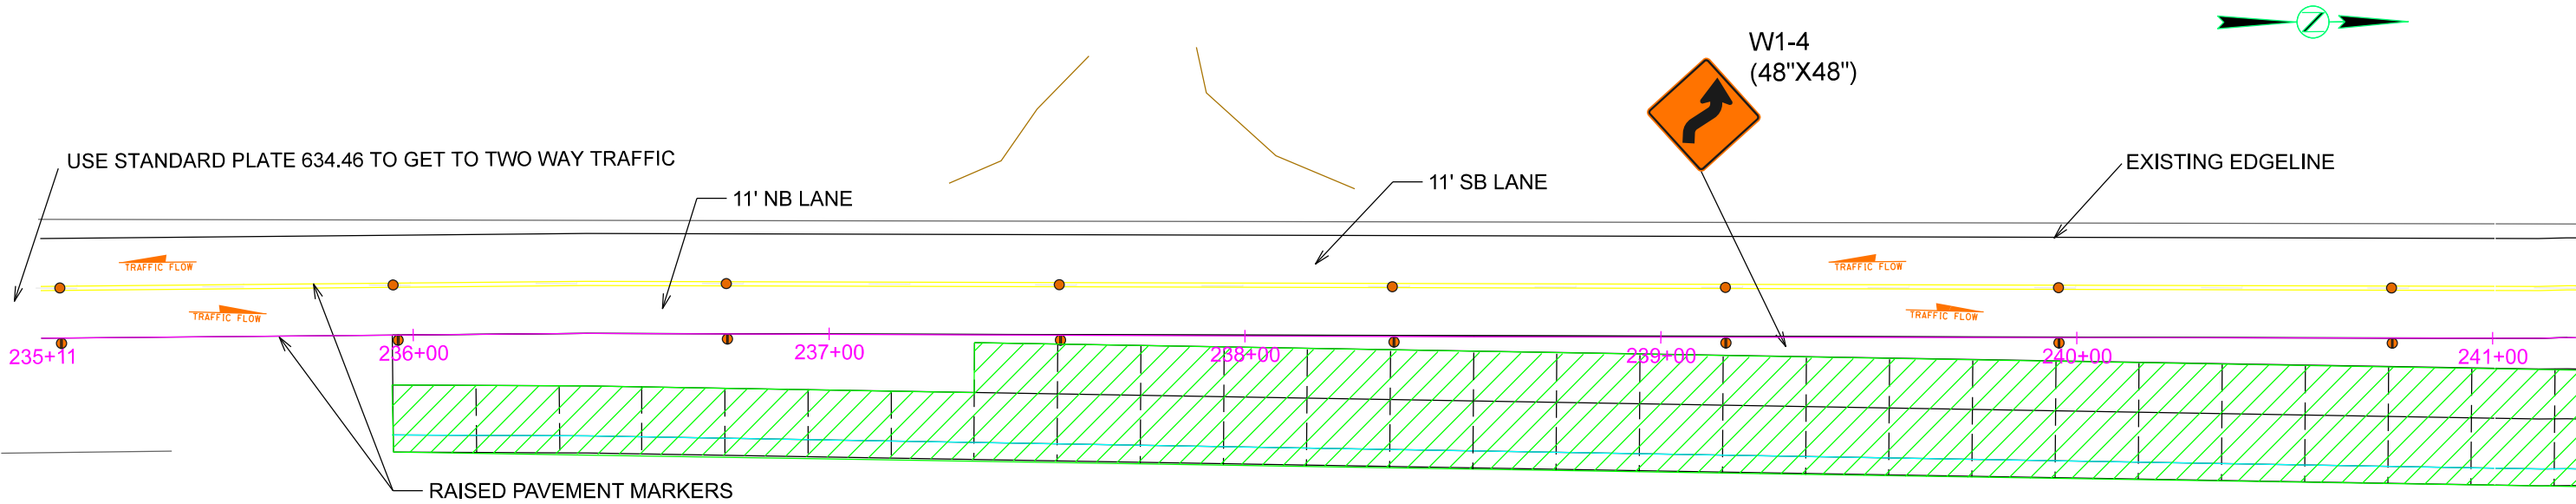 W1-4
(48"X48")
USE STANDARD PLATE 634.46 TO GET TO TWO WAY TRAFFIC
11' NB LANE
11' SB LANE
EXISTING EDGELINE
TRAFFIC FLOW
TRAFFIC FLOW
TRAFFIC FLOW
TRAFFIC FLOW
235+11
236+00
237+00
238+00
239+00
240+00
241+00
RAISED PAVEMENT MARKERS